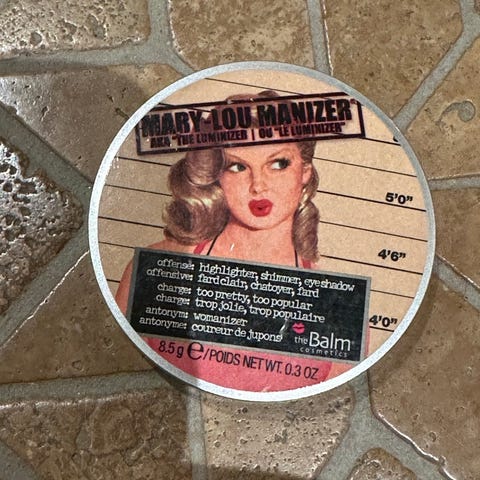 MARY-LOU MANIZER
AKA "THE LUMINIZER | OU "LE LUMINIZER"
5'0"
4'6"
4'0"
offense: highlighter, shimmer, eyeshadow
offensive: fard clair, chatoyer, fard
charge: too pretty, too popular
charge: trop jolie, trop populaire
antonym: womanizer
antonyme: coureur de jupons
theBalm
cosmetics
8.5 g ℮/POIDS NET WT. 0.3 OZ.